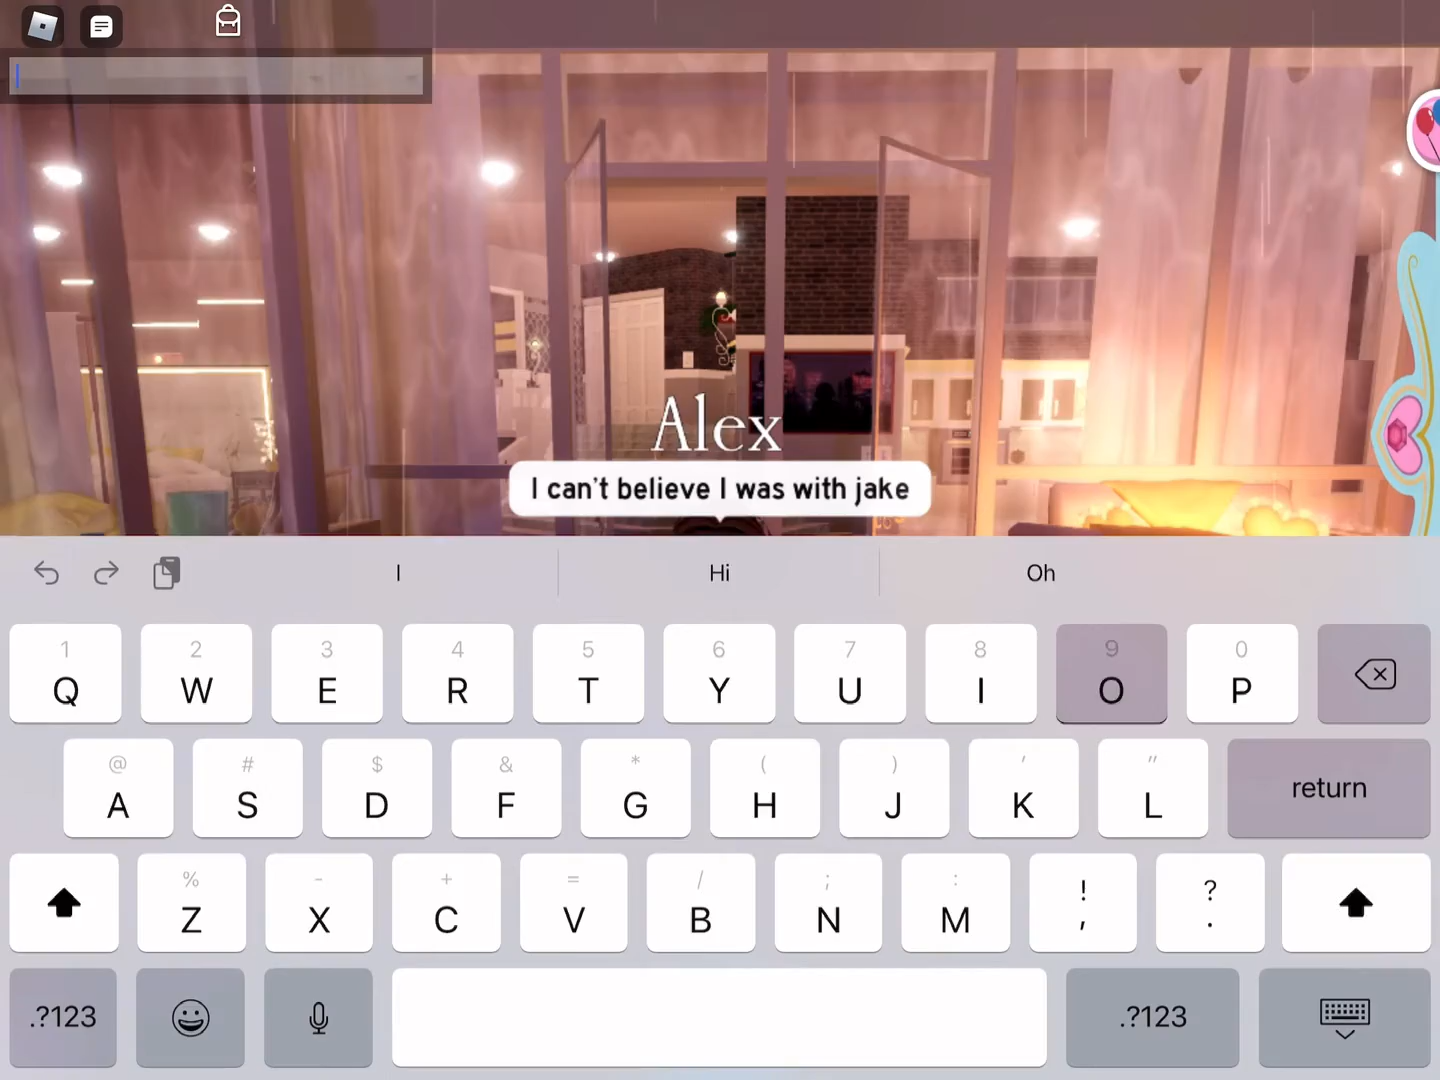 Alex
I can't believe I was with jake
I Hi Oh
1 2 3 4 5 6 7 8 9 0
Q W E R T Y U I O P
@ # $ & * ( ) ' "
A S D F G H J K L return
% - + = / ; : ! ?
Z X C V B N M , .
.?123 .?123